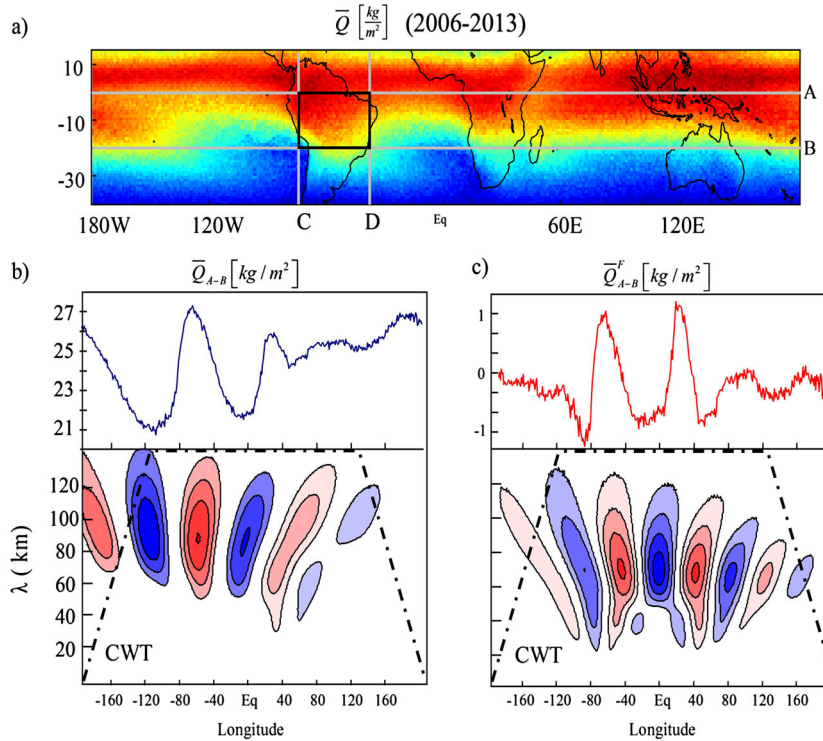 a) Q̅ [kg/m²] (2006-2013)
10
-10
-30
A
B
180W 120W C D Eq 60E 120E
b) Q̅_{A-B} [kg / m²]
27
25
23
21
120
100
80
60
40
20
λ ( km)
CWT
-160 -120 -80 -40 Eq 40 80 120 160
Longitude
c) Q̅^F_{A-B} [kg / m²]
1
0
-1
CWT
-160 -120 -80 -40 Eq 40 80 120 160
Longitude